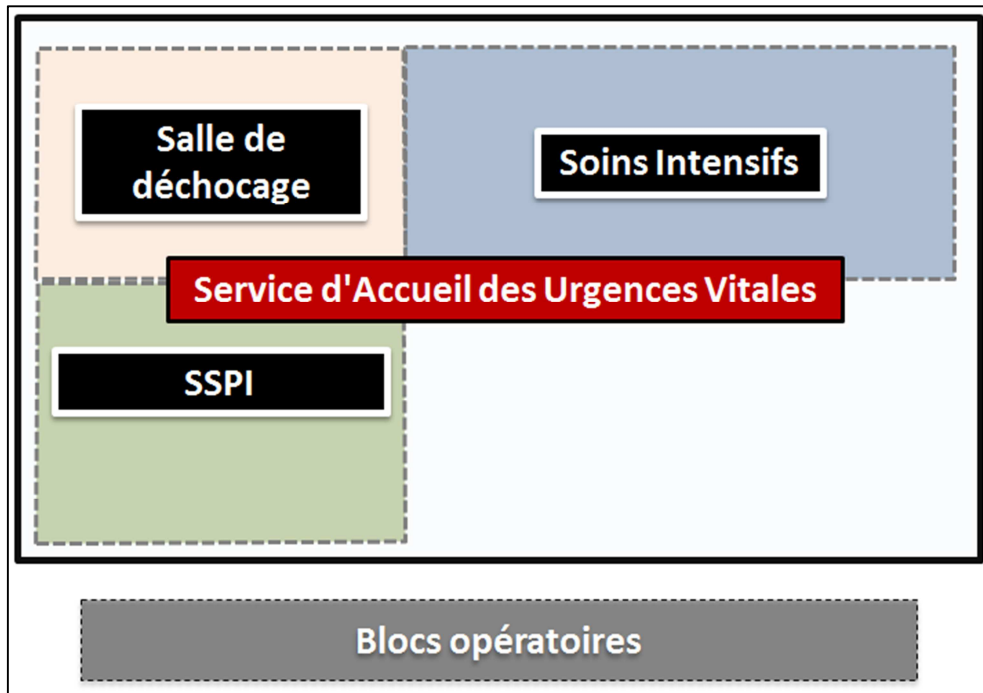 Salle de
déchocage
Soins Intensifs
Service d'Accueil des Urgences Vitales
SSPI
Blocs opératoires